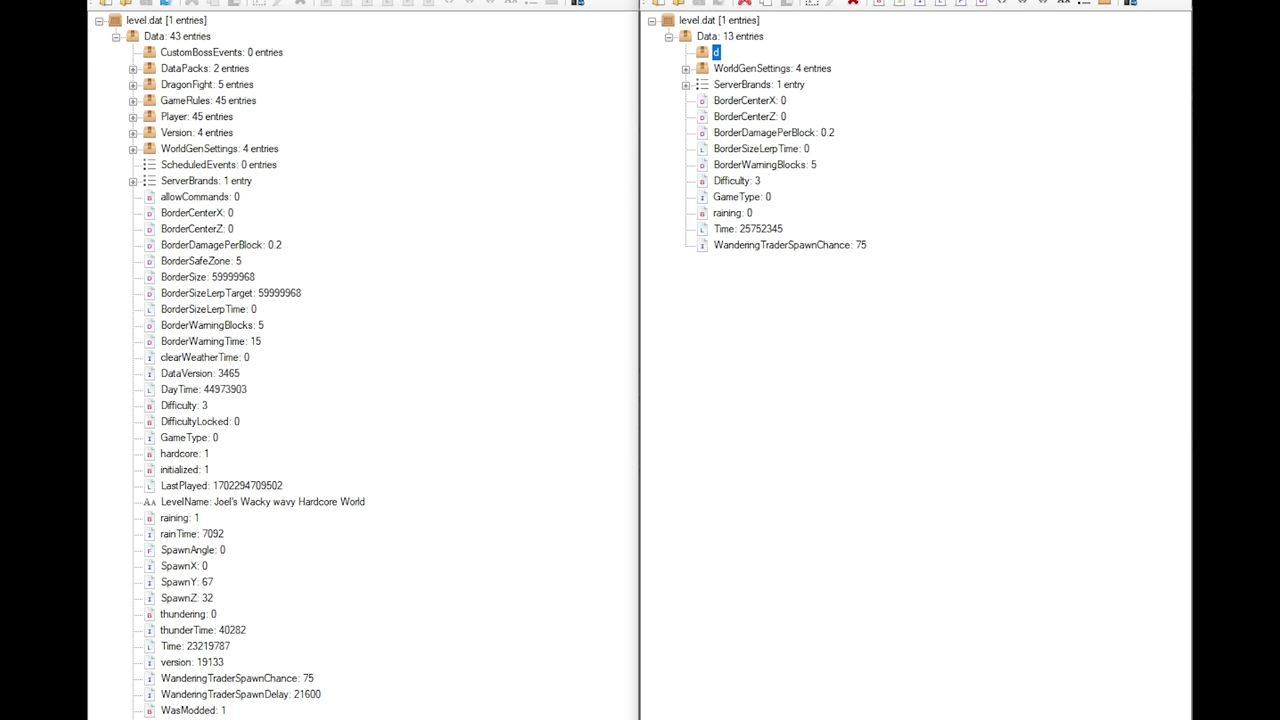 level.dat [1 entries]
Data: 43 entries
CustomBossEvents: 0 entries
DataPacks: 2 entries
DragonFight: 5 entries
GameRules: 45 entries
Player: 45 entries
Version: 4 entries
WorldGenSettings: 4 entries
ScheduledEvents: 0 entries
ServerBrands: 1 entry
allowCommands: 0
BorderCenterX: 0
BorderCenterZ: 0
BorderDamagePerBlock: 0.2
BorderSafeZone: 5
BorderSize: 59999968
BorderSizeLerpTarget: 59999968
BorderSizeLerpTime: 0
BorderWarningBlocks: 5
BorderWarningTime: 15
clearWeatherTime: 0
DataVersion: 3465
DayTime: 44973903
Difficulty: 3
DifficultyLocked: 0
GameType: 0
hardcore: 1
initialized: 1
LastPlayed: 1702294709502
LevelName: Joel's Wacky wavy Hardcore World
raining: 1
rainTime: 7092
SpawnAngle: 0
SpawnX: 0
SpawnY: 67
SpawnZ: 32
thundering: 0
thunderTime: 40282
Time: 23219787
version: 19133
WanderingTraderSpawnChance: 75
WanderingTraderSpawnDelay: 21600
WasModded: 1
level.dat [1 entries]
Data: 13 entries
d
WorldGenSettings: 4 entries
ServerBrands: 1 entry
BorderCenterX: 0
BorderCenterZ: 0
BorderDamagePerBlock: 0.2
BorderSizeLerpTime: 0
BorderWarningBlocks: 5
Difficulty: 3
GameType: 0
raining: 0
Time: 25752345
WanderingTraderSpawnChance: 75